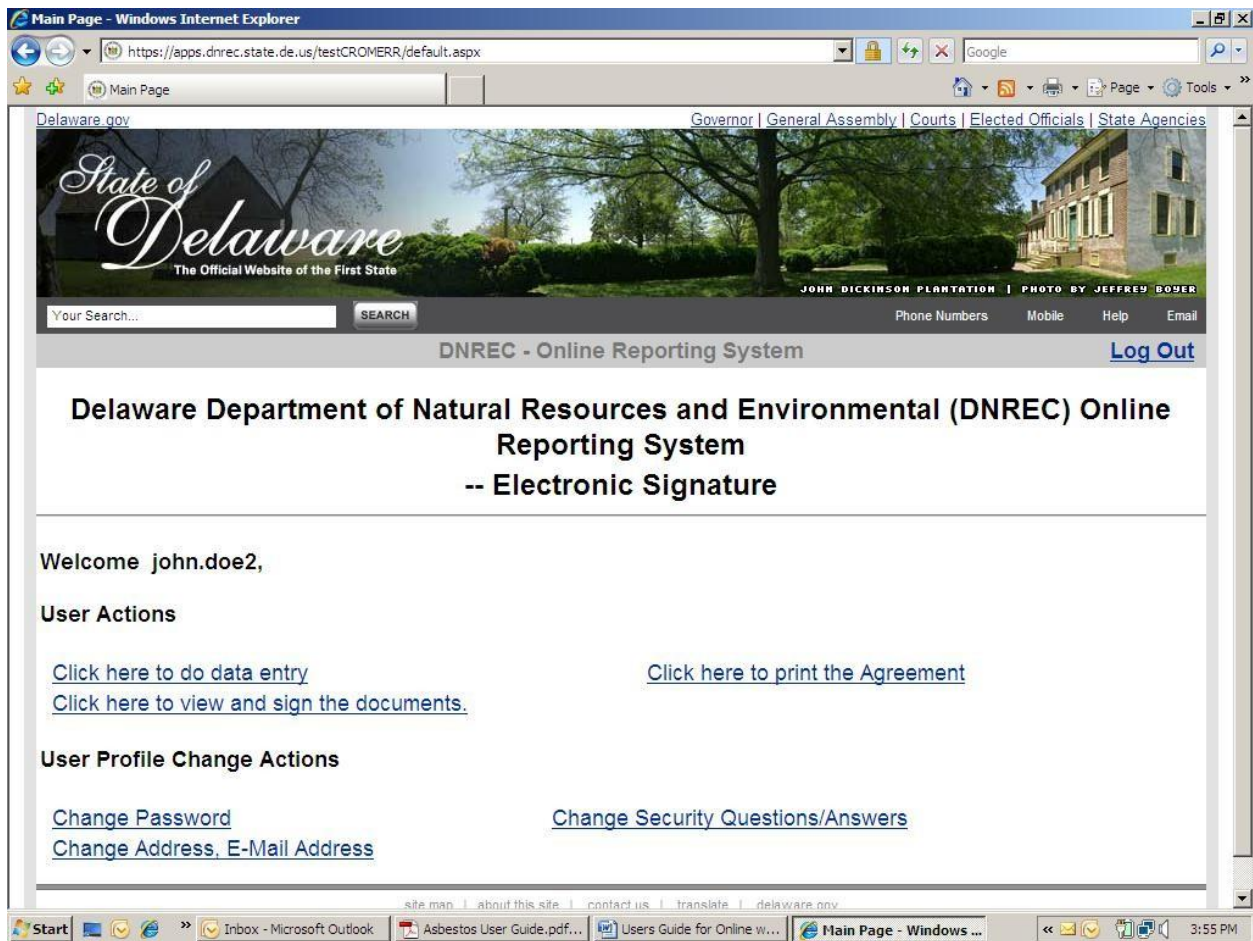 Main Page - Windows Internet Explorer
https://apps.dnrec.state.de.us/testCROMERR/default.aspx
Google
Main Page
Page
Tools
Delaware.gov
Governor | General Assembly | Courts | Elected Officials | State Agencies
State of
Delaware
The Official Website of the First State
JOHN DICKINSON PLANTATION | PHOTO BY JEFFREY BOYER
Your Search...
SEARCH
Phone Numbers
Mobile
Help
Email
DNREC - Online Reporting System
Log Out
Delaware Department of Natural Resources and Environmental (DNREC) Online
Reporting System
-- Electronic Signature
Welcome john.doe2,
User Actions
Click here to do data entry
Click here to print the Agreement
Click here to view and sign the documents.
User Profile Change Actions
Change Password
Change Security Questions/Answers
Change Address, E-Mail Address
site map | about this site | contact us | translate | delaware.gov
Start
Inbox - Microsoft Outlook
Asbestos User Guide.pdf...
Users Guide for Online w...
Main Page - Windows ...
3:55 PM